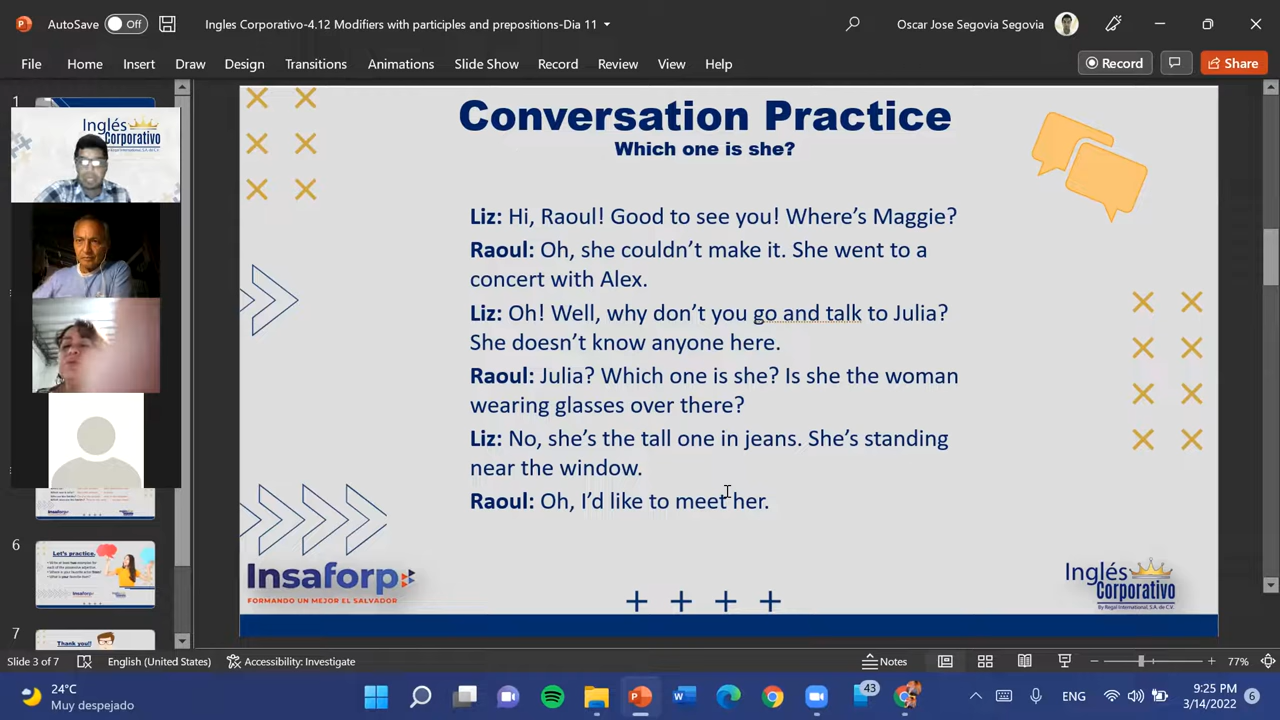 AutoSave Off Ingles Corporativo-4.12 Modifiers with participles and prepositions-Dia 11 Oscar Jose Segovia Segovia
File Home Insert Draw Design Transitions Animations Slide Show Record Review View Help Record Share
1
Inglés
Corporativo
Conversation Practice
Which one is she?
Liz: Hi, Raoul! Good to see you! Where's Maggie?
Raoul: Oh, she couldn't make it. She went to a
concert with Alex.
Liz: Oh! Well, why don't you go and talk to Julia?
She doesn't know anyone here.
Raoul: Julia? Which one is she? Is she the woman
wearing glasses over there?
Liz: No, she's the tall one in jeans. She's standing
near the window.
Raoul: Oh, I'd like to meet her.
Insaforp
FORMANDO UN MEJOR EL SALVADOR
Inglés
Corporativo
By Regal International, S.A. de C.V.
6
Let's practice.
7
Thank you!!
Slide 3 of 7 English (United States) Accessibility: Investigate Notes 77%
24°C
Muy despejado
43
ENG
9:25 PM
3/14/2022
6